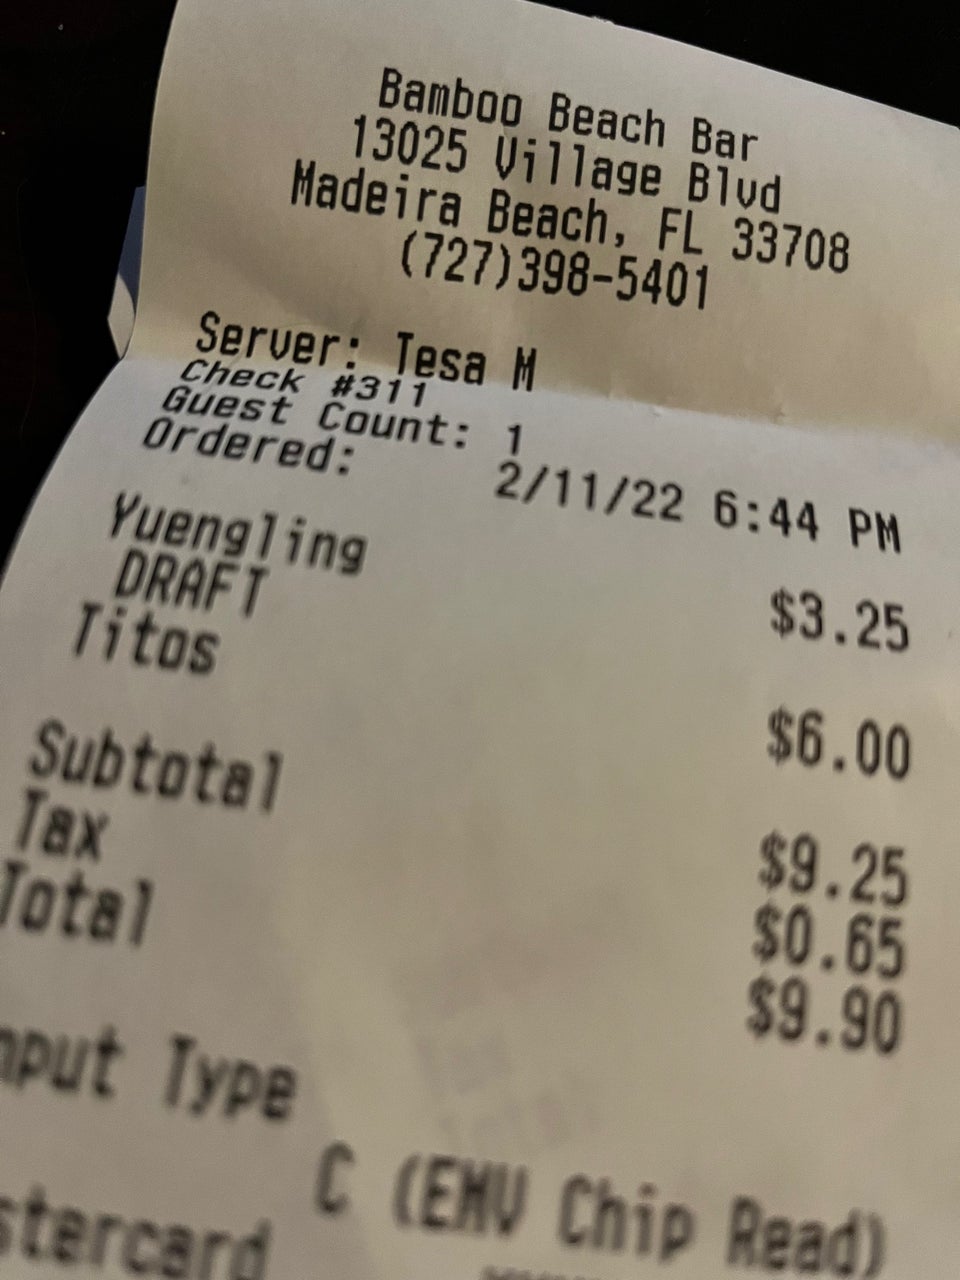 Bamboo Beach Bar
13025 Village Blvd
Madeira Beach, FL 33708
(727)398-5401
Server: Tesa M
Check #311
Guest Count: 1
Ordered: 2/11/22 6:44 PM
Yuengling
DRAFT $3.25
Titos $6.00
Subtotal $9.25
Tax $0.65
Total $9.90
nput Type
C (EMV Chip Read)
stercard